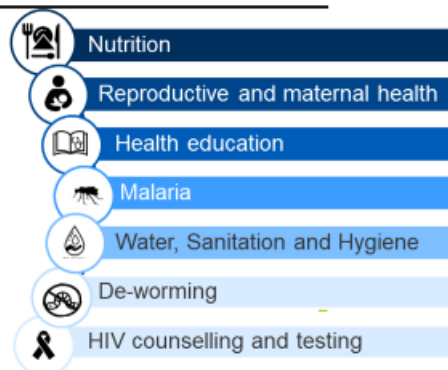 Nutrition
Reproductive and maternal health
Health education
Malaria
Water, Sanitation and Hygiene
De-worming
HIV counselling and testing